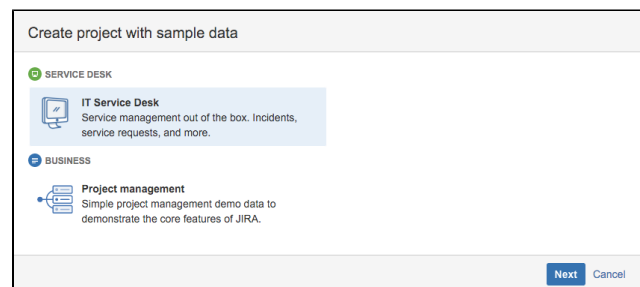 Create project with sample data
SERVICE DESK
IT Service Desk
Service management out of the box. Incidents,
service requests, and more.
BUSINESS
Project management
Simple project management demo data to
demonstrate the core features of JIRA.
Next Cancel